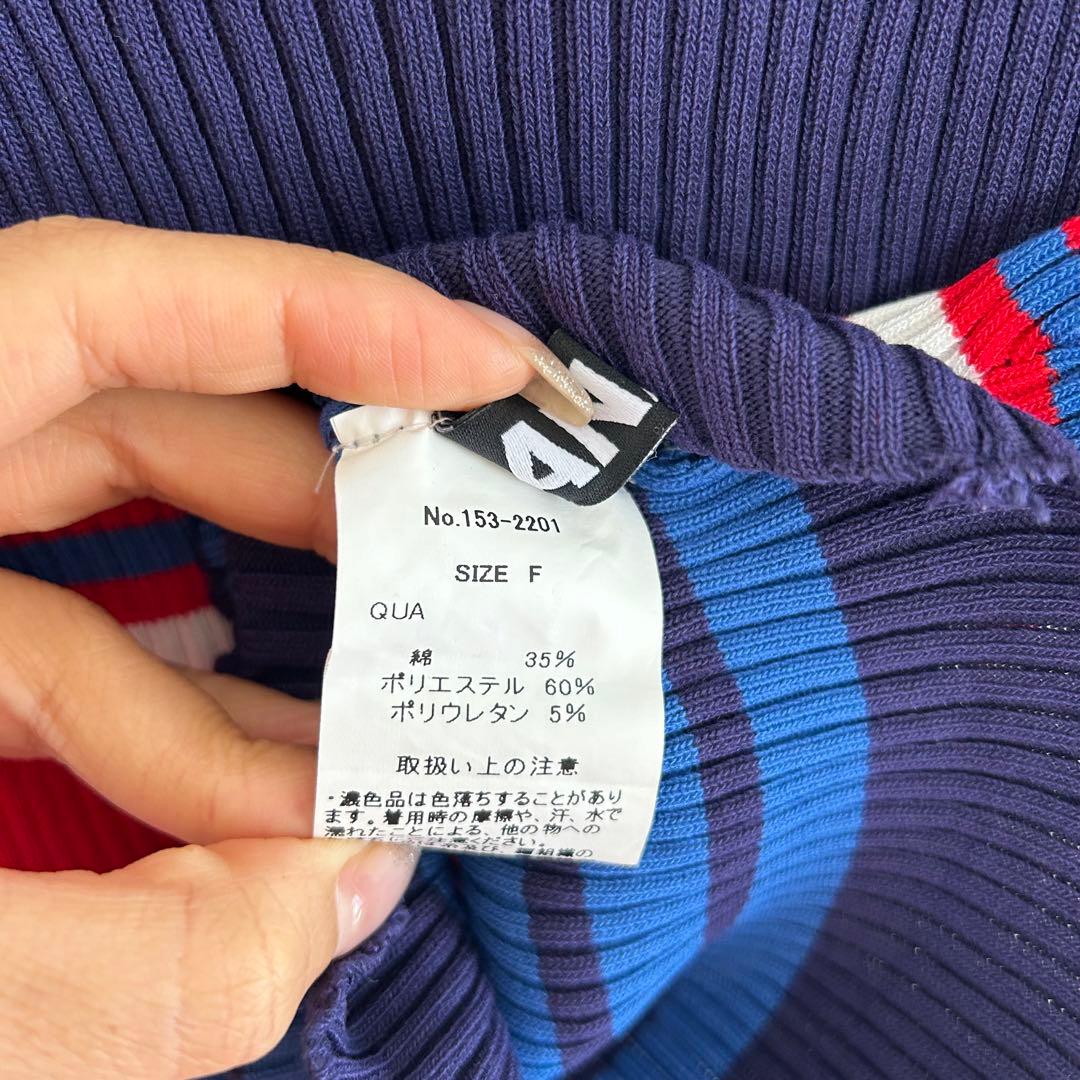 No.153-2201
SIZE F
QUA
綿 35%
ポリエステル 60%
ポリウレタン 5%
取扱い上の注意
・濃色品は色落ちすることがあり
ます。着用時の摩擦や、汗、水で
濡れたことによる、他の物への